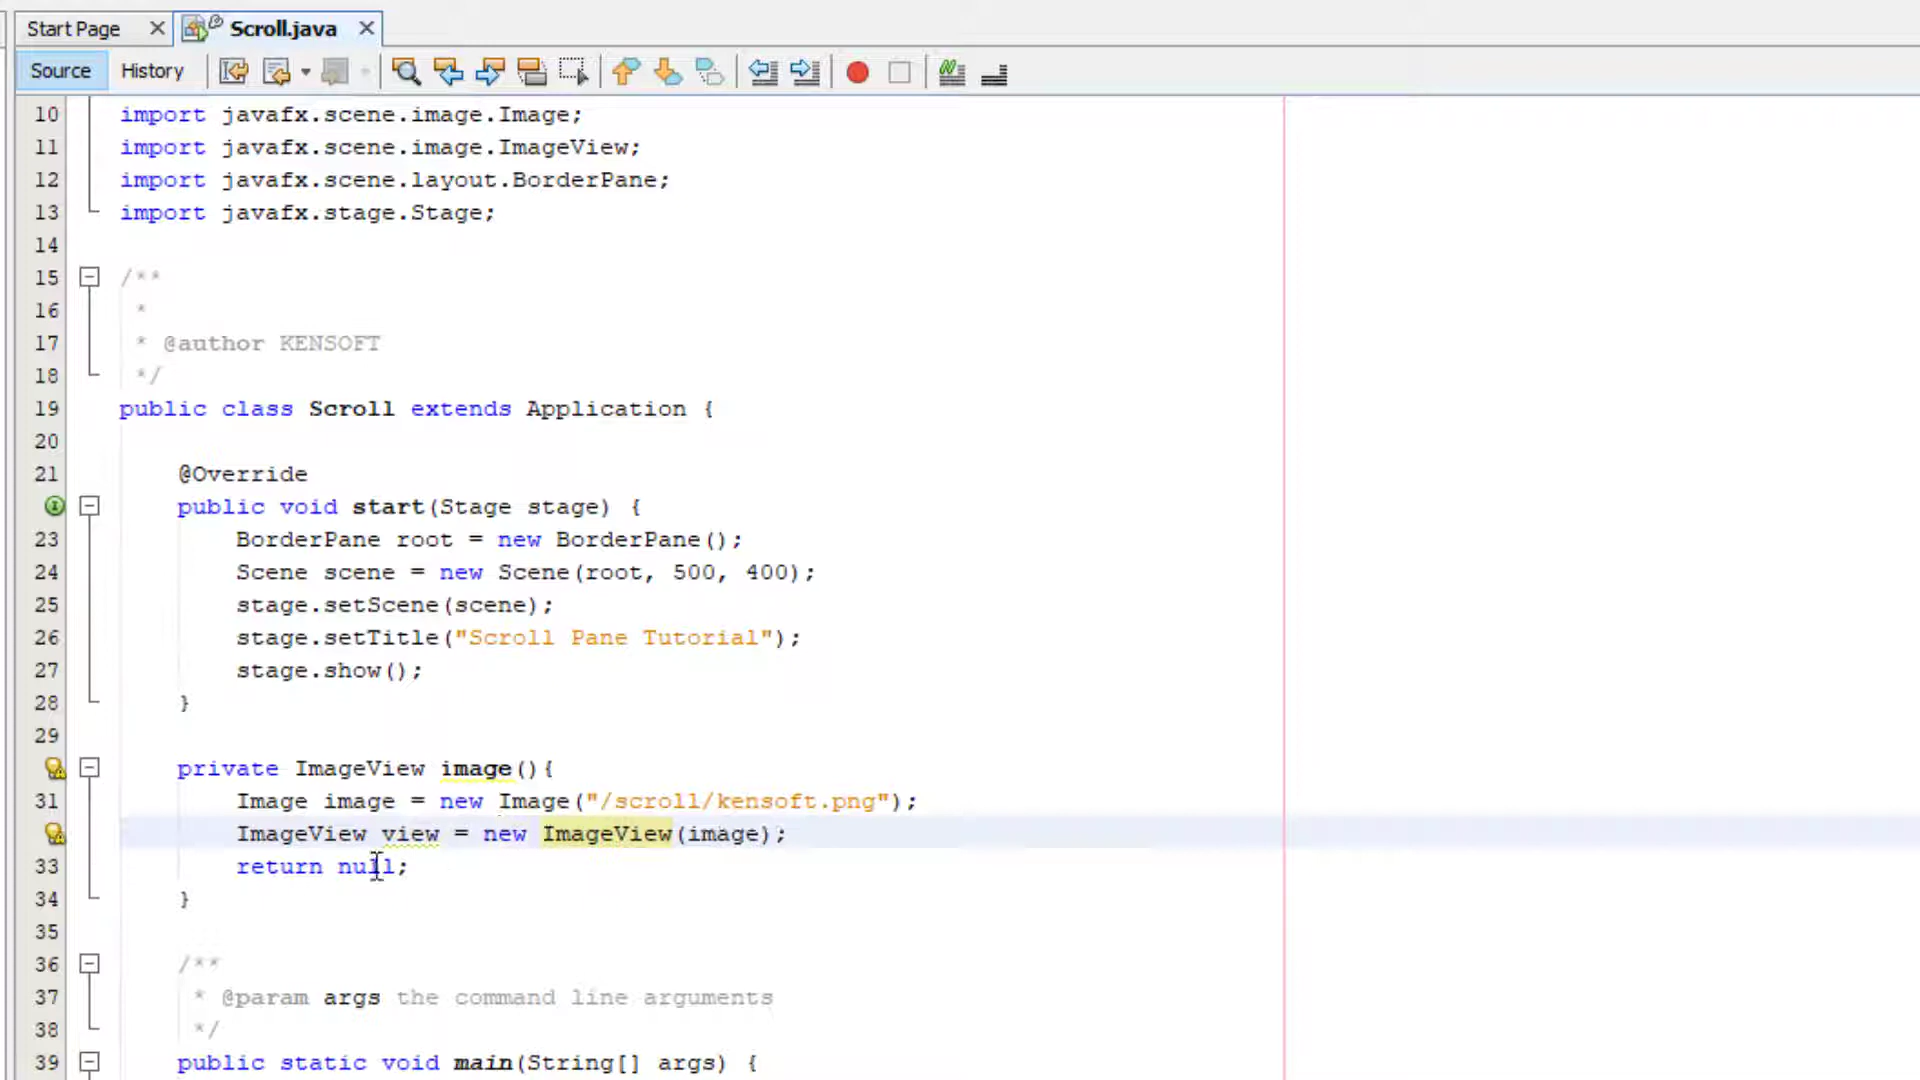 Start Page Scroll.java
Source History
10 import javafx.scene.image.Image;
11 import javafx.scene.image.ImageView;
12 import javafx.scene.layout.BorderPane;
13 import javafx.stage.Stage;
14
15 /**
16 *
17 * @author KENSOFT
18 */
19 public class Scroll extends Application {
20
21 @Override
public void start(Stage stage) {
23 BorderPane root = new BorderPane();
24 Scene scene = new Scene(root, 500, 400);
25 stage.setScene(scene);
26 stage.setTitle("Scroll Pane Tutorial");
27 stage.show();
28 }
29
private ImageView image(){
31 Image image = new Image("/scroll/kensoft.png");
ImageView view = new ImageView(image);
33 return null;
34 }
35
36 /**
37 * @param args the command line arguments
38 */
39 public static void main(String[] args) {